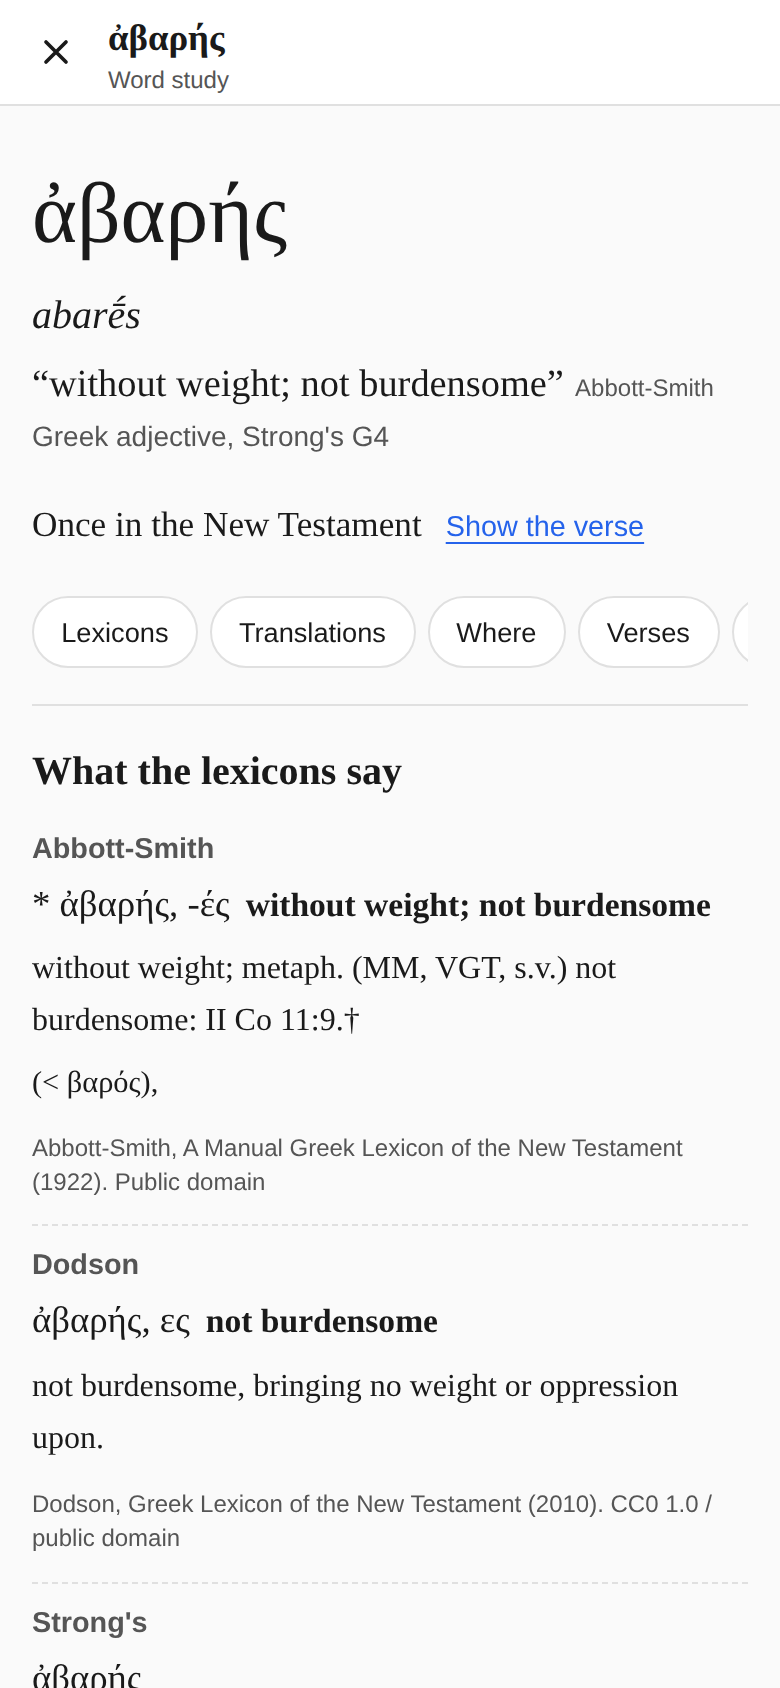 ἀβαρής
Word study
ἀβαρής
abarḗs
“without weight; not burdensome” Abbott-Smith
Greek adjective, Strong's G4
Once in the New Testament Show the verse
Lexicons Translations Where Verses
What the lexicons say
Abbott-Smith
* ἀβαρής, -ές without weight; not burdensome
without weight; metaph. (MM, VGT, s.v.) not
burdensome: II Co 11:9.†
(< βαρός),
Abbott-Smith, A Manual Greek Lexicon of the New Testament
(1922). Public domain
Dodson
ἀβαρής, ες not burdensome
not burdensome, bringing no weight or oppression
upon.
Dodson, Greek Lexicon of the New Testament (2010). CC0 1.0 /
public domain
Strong's
ἀβαρής